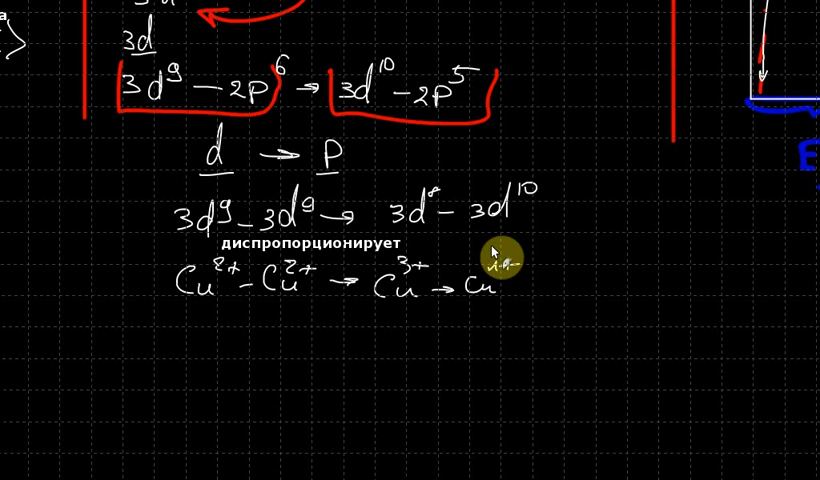 а
3d
3d⁹ — 2p⁶ → 3d¹⁰ — 2p⁵
d → p
3d⁹ – 3d⁹ → 3d⁸ – 3d¹⁰
диспропорционирует
Cu²⁺ – Cu²⁺ → Cu³⁺ → Cu
E